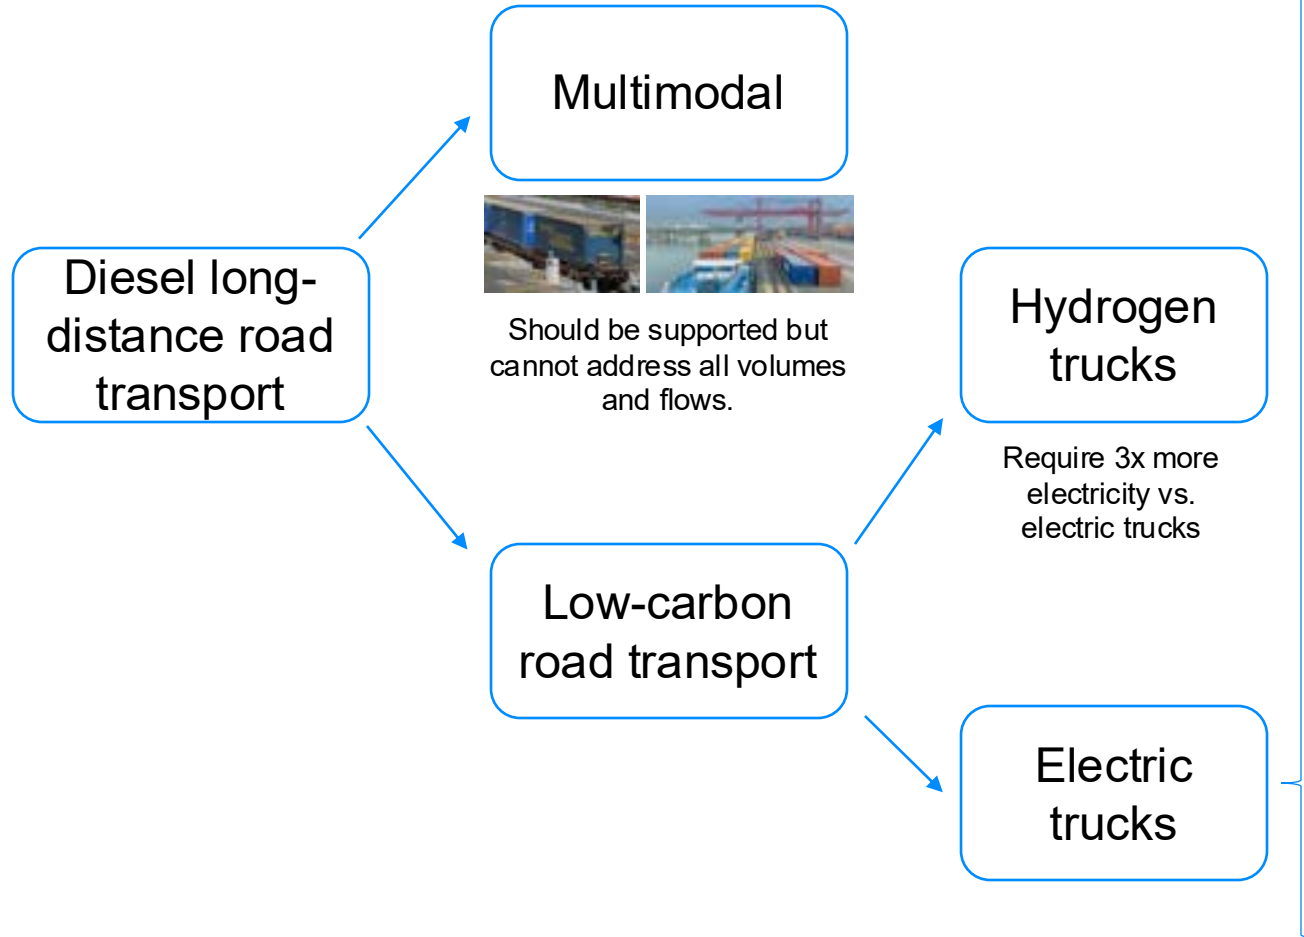 Multimodal
Diesel long-
distance road
transport
Should be supported but
cannot address all volumes
and flows.
Hydrogen
trucks
Require 3x more
electricity vs.
electric trucks
Low-carbon
road transport
Electric
trucks